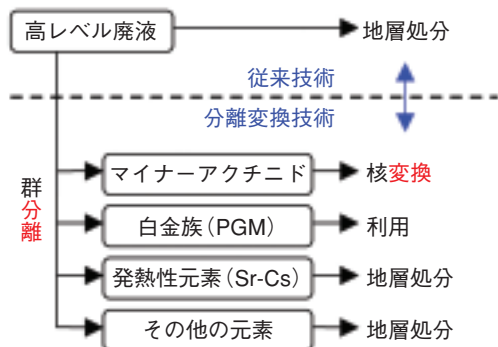 高レベル廃液
地層処分
従来技術
分離変換技術
群分離
マイナーアクチニド
核変換
白金族（PGM）
利用
発熱性元素（Sr-Cs）
地層処分
その他の元素
地層処分